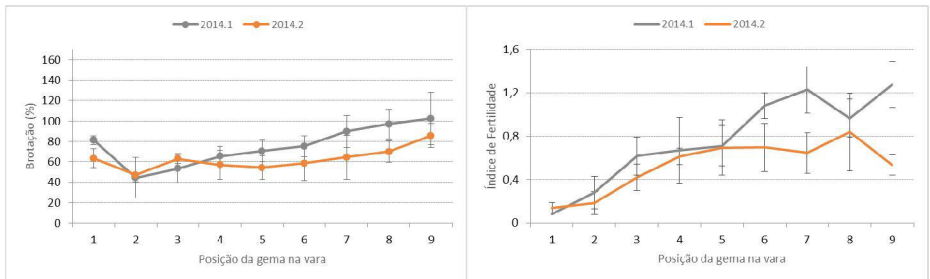 2014.1 2014.2
160
140
120
100
80
60
40
20
0
Brotação (%)
1 2 3 4 5 6 7 8 9
Posição da gema na vara
2014.1 2014.2
1,6
1,2
0,8
0,4
0
Índice de Fertilidade
1 2 3 4 5 6 7 8 9
Posição da gema na vara